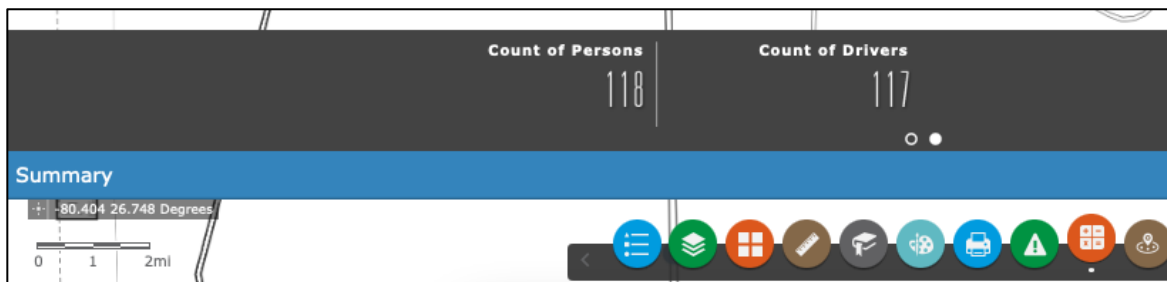 Count of Persons
118
Count of Drivers
117
Summary
-80.404 26.748 Degrees
0 1 2mi